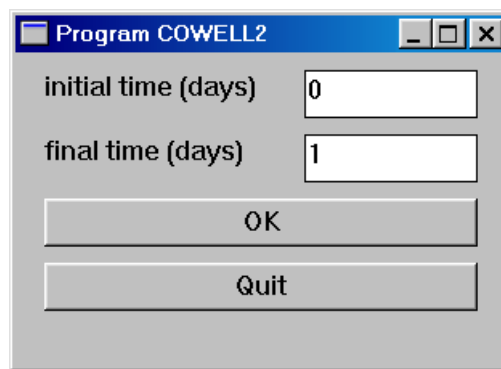 Program COWELL2
initial time (days) 0
final time (days) 1
OK
Quit